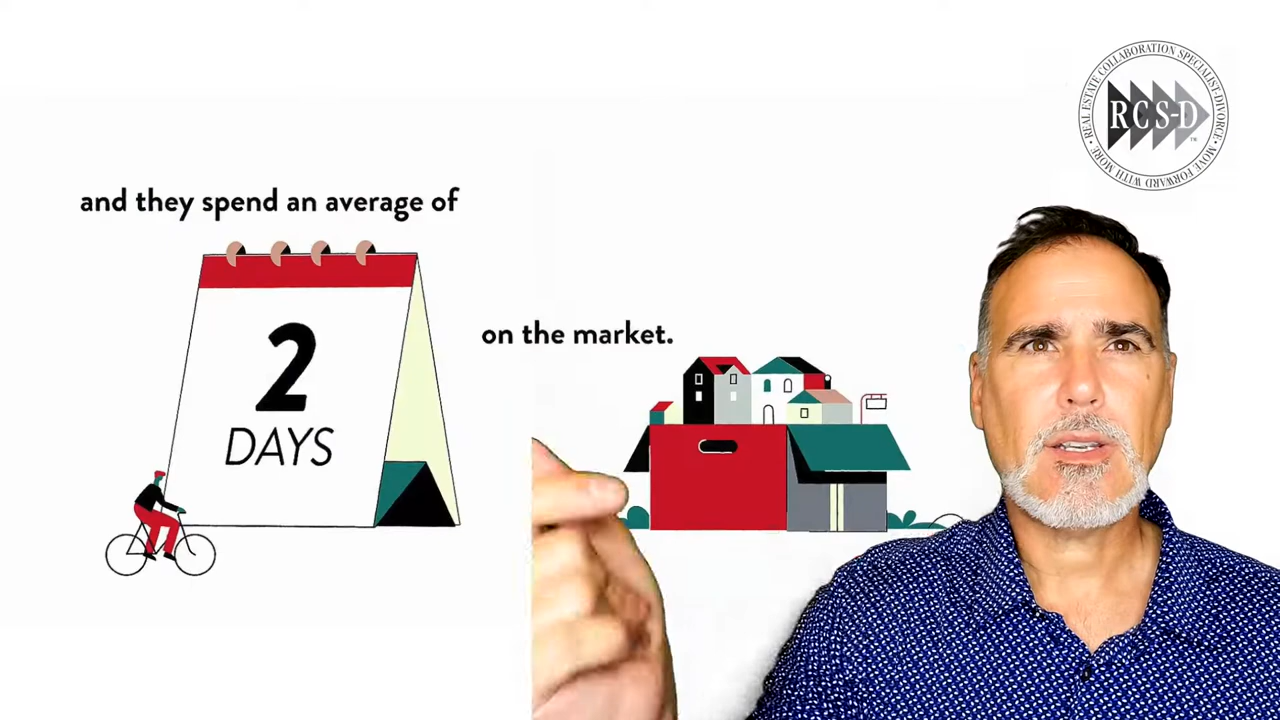 and they spend an average of
2
DAYS
on the market.
• REAL ESTATE COLLABORATION SPECIALIST-DIVORCE • MOVE FORWARD WITH MORE
RCS-D
TM